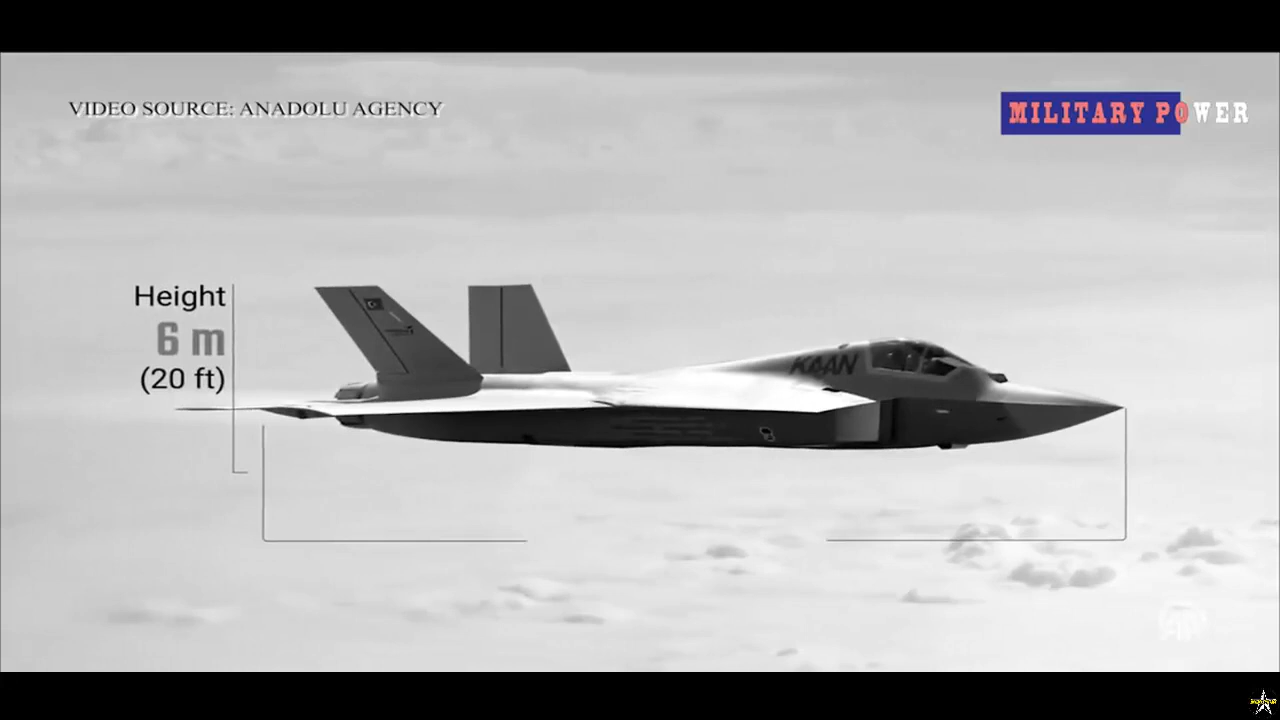 VIDEO SOURCE: ANADOLU AGENCY
MILITARY POWER
Height
6 m
(20 ft)
KAAN